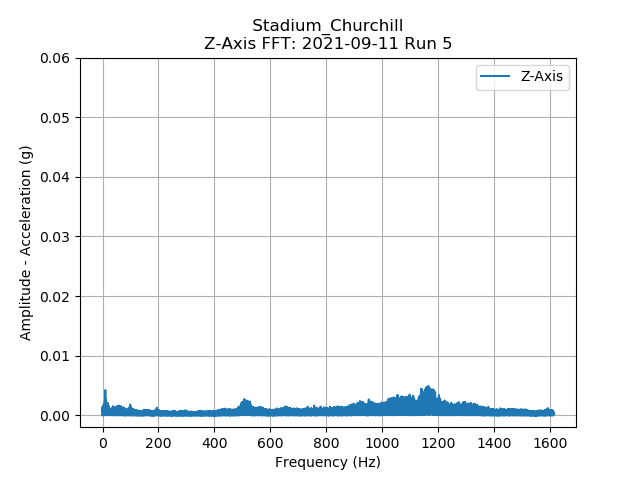 Stadium_Churchill
Z-Axis FFT: 2021-09-11 Run 5
Z-Axis
0.06
0.05
0.04
0.03
0.02
0.01
0.00
Amplitude - Acceleration (g)
0 200 400 600 800 1000 1200 1400 1600
Frequency (Hz)